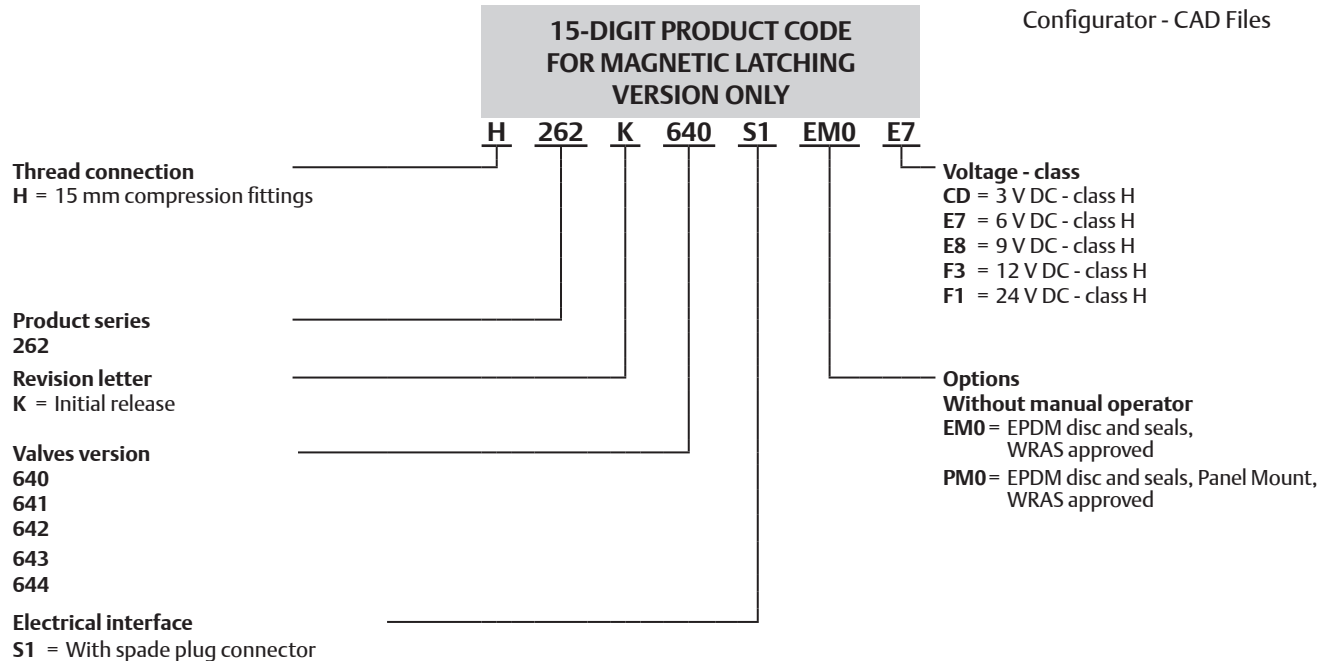 15-DIGIT PRODUCT CODE
FOR MAGNETIC LATCHING
VERSION ONLY
Configurator - CAD Files
H 262 K 640 S1 EM0 E7
Thread connection
H = 15 mm compression fittings
Product series
262
Revision letter
K = Initial release
Valves version
640
641
642
643
644
Electrical interface
S1 = With spade plug connector
Voltage - class
CD = 3 V DC - class H
E7 = 6 V DC - class H
E8 = 9 V DC - class H
F3 = 12 V DC - class H
F1 = 24 V DC - class H
Options
Without manual operator
EM0 = EPDM disc and seals,
WRAS approved
PM0 = EPDM disc and seals, Panel Mount,
WRAS approved